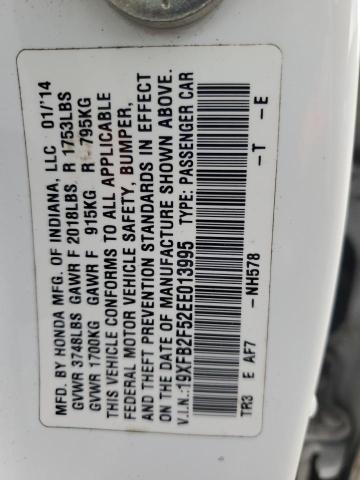 MFD. BY HONDA MFG. OF INDIANA, LLC 01/'14
GVWR 3748LBS GAWR F 2018LBS R 1753LBS
GVWR 1700KG GAWR F 915KG R 795KG
THIS VEHICLE CONFORMS TO ALL APPLICABLE
FEDERAL MOTOR VEHICLE SAFETY, BUMPER,
AND THEFT PREVENTION STANDARDS IN EFFECT
ON THE DATE OF MANUFACTURE SHOWN ABOVE.
V.I.N.:19XFB2F52EE013995 TYPE: PASSENGER CAR
TR3 E AF7 -NH578 -T -E